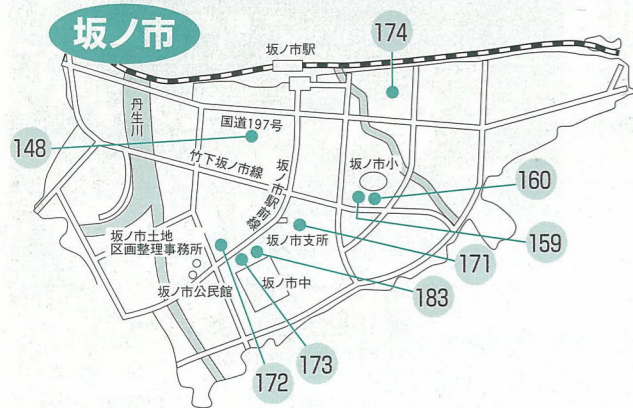 坂ノ市
174
坂ノ市駅
丹生川
国道197号
148
竹下坂ノ市線
坂ノ市駅前線
坂ノ市小
160
159
坂ノ市土地
区画整理事務所
坂ノ市支所
171
坂ノ市公民館
坂ノ市中
183
173
172